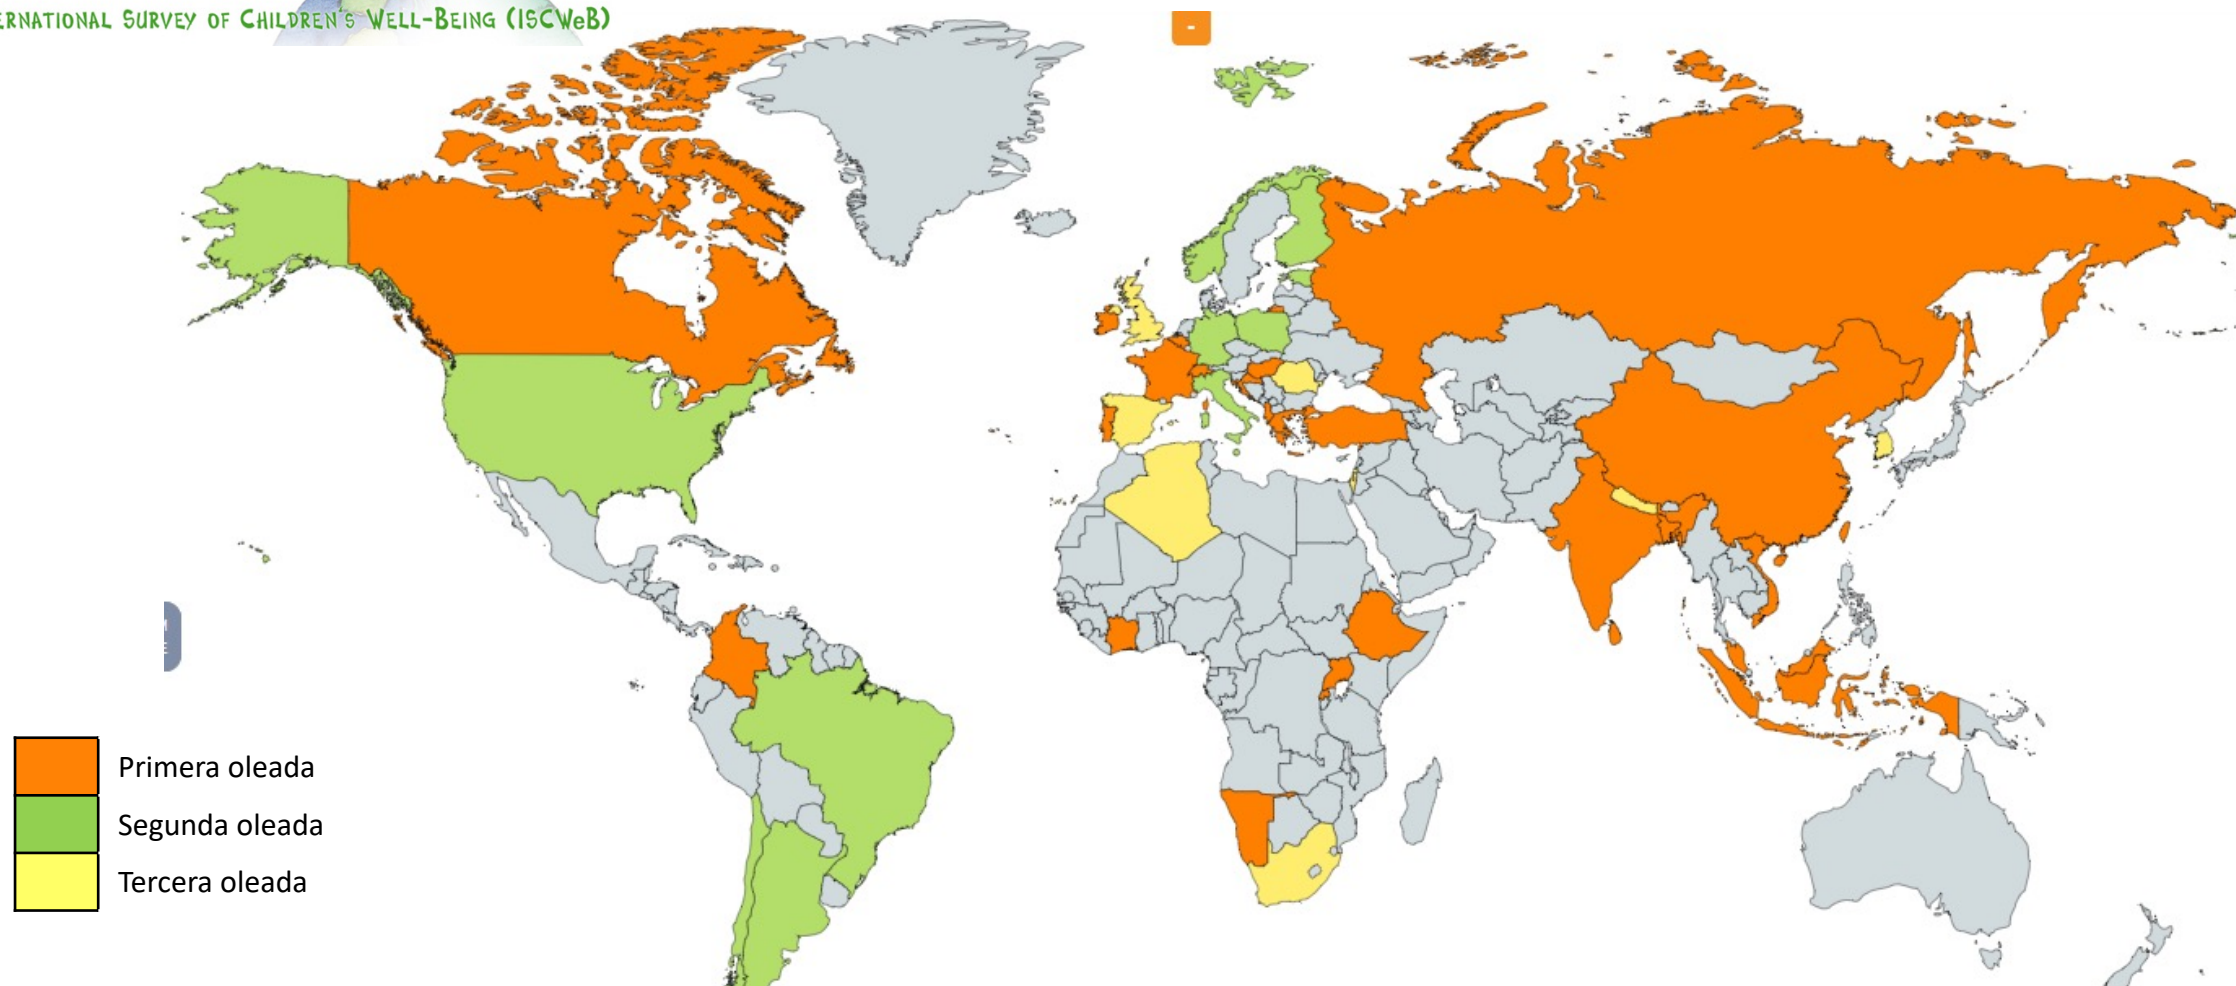 ERNATIONAL SURVEY OF CHILDREN'S WELL-BEING (ISCWeB)
-
Primera oleada
Segunda oleada
Tercera oleada